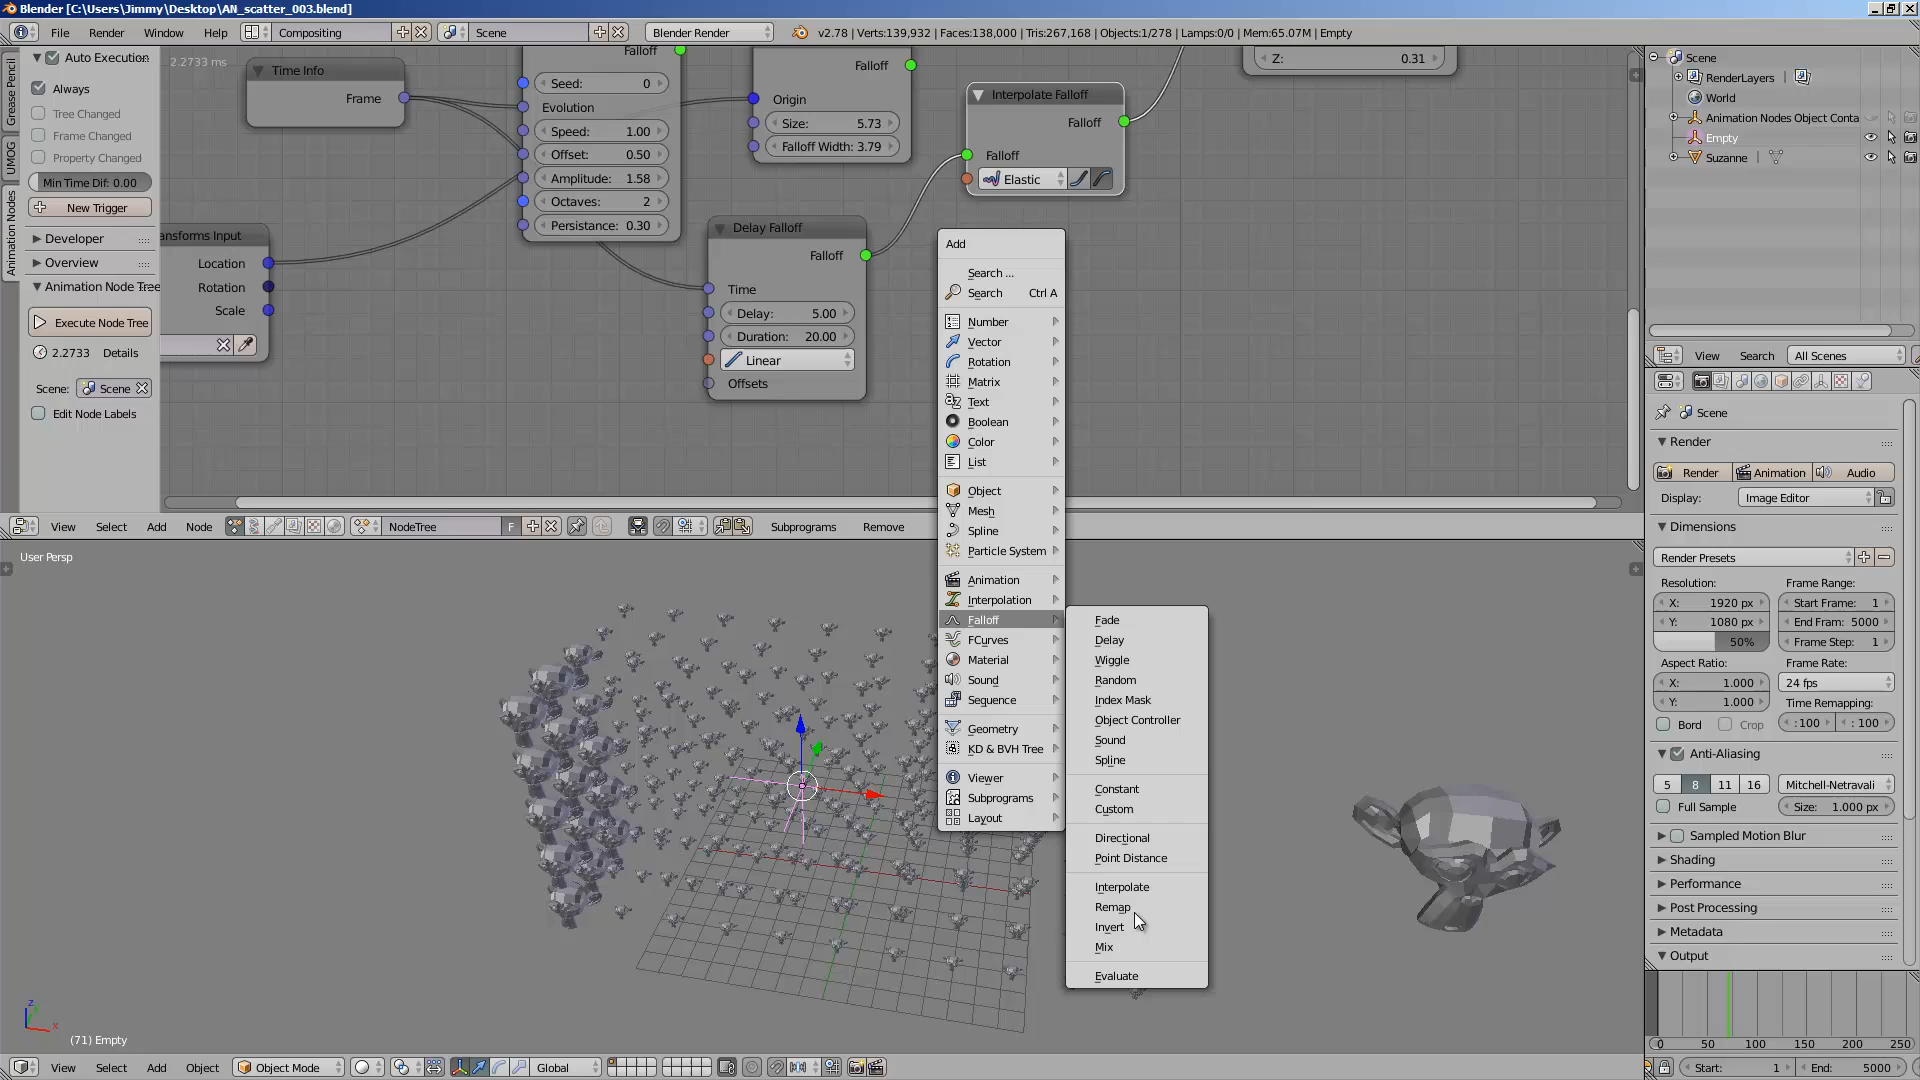 Blender [C:\Users\Jimmy\Desktop\AN_scatter_003.blend]
File Render Window Help Compositing Scene Blender Render v2.78 | Verts:139,932 | Faces:138,000 | Tris:267,168 | Objects:1/278 | Lamps:0/0 | Mem:65.07M | Empty
Grease Pencil
UMOG
Animation Nodes
Auto Execution
Always
Tree Changed
Frame Changed
Property Changed
Min Time Dif: 0.00
New Trigger
Developer
Overview
Animation Node Tree
Execute Node Tree
2.2733 Details
Scene: Scene
Edit Node Labels
2.2733 ms
Time Info
Frame
ansforms Input
Location
Rotation
Scale
Falloff
Seed: 0
Evolution
Speed: 1.00
Offset: 0.50
Amplitude: 1.58
Octaves: 2
Persistance: 0.30
Falloff
Origin
Size: 5.73
Falloff Width: 3.79
Delay Falloff
Falloff
Time
Delay: 5.00
Duration: 20.00
Linear
Offsets
Interpolate Falloff
Falloff
Falloff
Elastic
Z: 0.31
Add
Search ...
Search Ctrl A
Number
Vector
Rotation
Matrix
Text
Boolean
Color
List
Object
Mesh
Spline
Particle System
Animation
Interpolation
Falloff
FCurves
Material
Sound
Sequence
Geometry
KD & BVH Tree
Viewer
Subprograms
Layout
Fade
Delay
Wiggle
Random
Index Mask
Object Controller
Sound
Spline
Constant
Custom
Directional
Point Distance
Interpolate
Remap
Invert
Mix
Evaluate
View Select Add Node NodeTree F Subprograms Remove
User Persp
z
x
(71) Empty
View Select Add Object Object Mode Global
Scene
RenderLayers
World
Animation Nodes Object Conta
Empty
Suzanne
View Search All Scenes
Scene
Render
Render Animation Audio
Display: Image Editor
Dimensions
Render Presets
Resolution: Frame Range:
X: 1920 px Start Frame: 1
Y: 1080 px End Fram: 5000
50% Frame Step: 1
Aspect Ratio: Frame Rate:
X: 1.000 24 fps
Y: 1.000 Time Remapping:
Bord Crop :100 : 100
Anti-Aliasing
5 8 11 16 Mitchell-Netravali
Full Sample Size: 1.000 px
Sampled Motion Blur
Shading
Performance
Post Processing
Metadata
Output
0 50 100 150 200 250
Start: 1 End: 5000